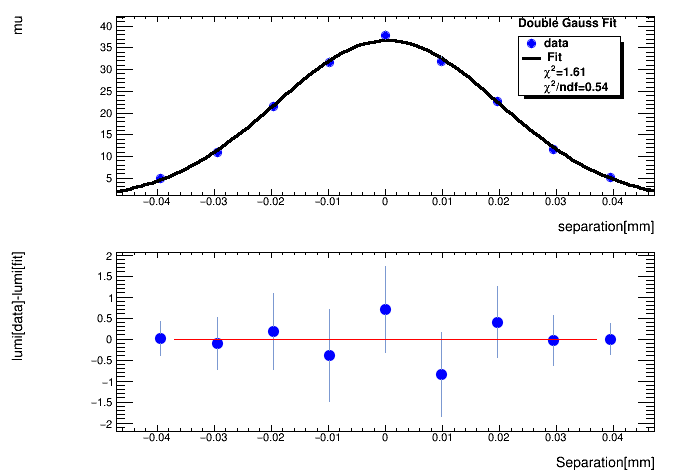 mu
Double Gauss Fit
data
Fit
χ²=1.61
χ²/ndf=0.54
40
35
30
25
20
15
10
5
−0.04 −0.03 −0.02 −0.01 0 0.01 0.02 0.03 0.04
separation[mm]
lumi[data]-lumi[fit]
2
1.5
1
0.5
0
−0.5
−1
−1.5
−2
−0.04 −0.03 −0.02 −0.01 0 0.01 0.02 0.03 0.04
Separation[mm]